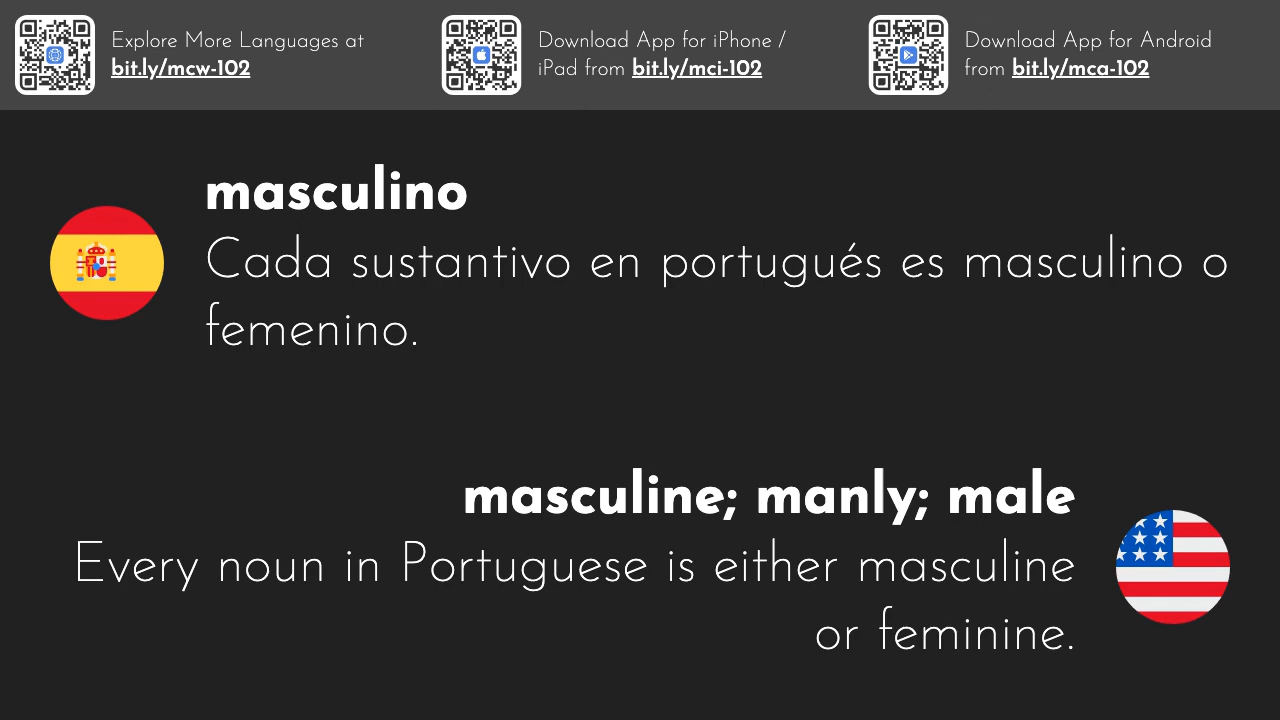 Explore More Languages at
bit.ly/mcw-102
Download App for iPhone /
iPad from bit.ly/mci-102
Download App for Android
from bit.ly/mca-102
masculino
Cada sustantivo en portugués es masculino o
femenino.
masculine; manly; male
Every noun in Portuguese is either masculine
or feminine.